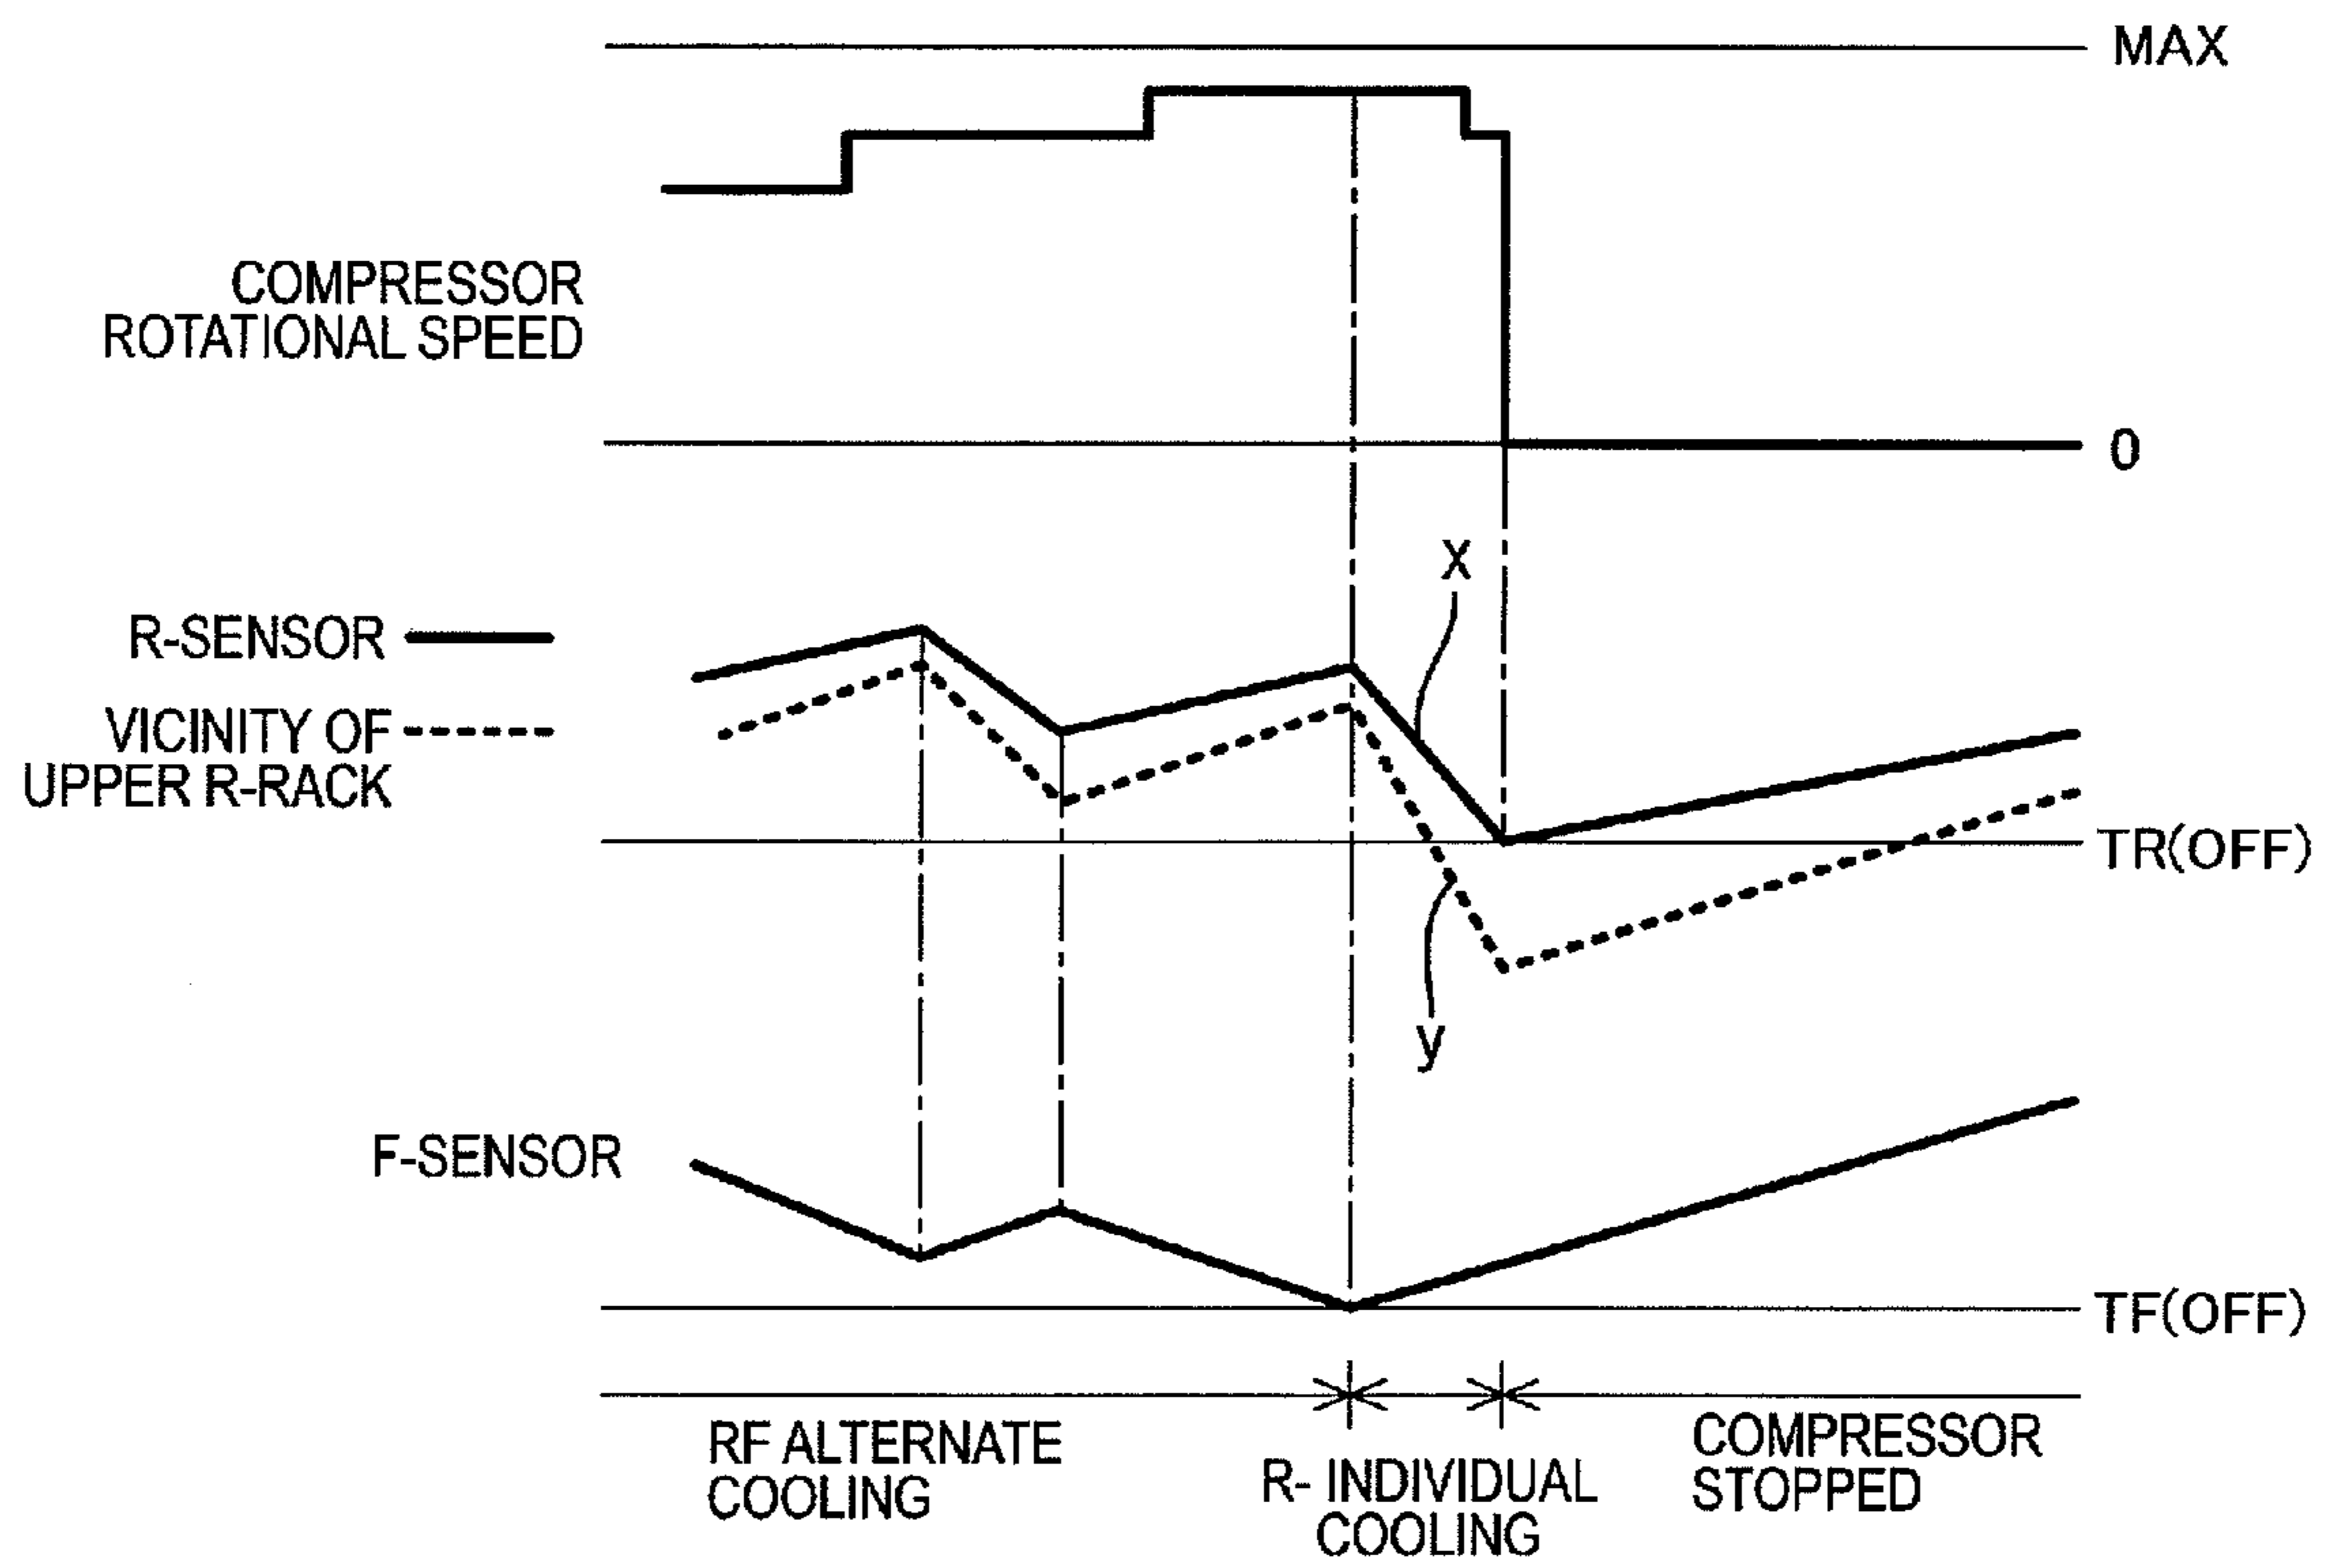 MAX
COMPRESSOR
ROTATIONAL SPEED
0
x
R-SENSOR
VICINITY OF
UPPER R-RACK
TR(OFF)
y
F-SENSOR
TF(OFF)
RF ALTERNATE
COOLING
R- INDIVIDUAL
COOLING
COMPRESSOR
STOPPED